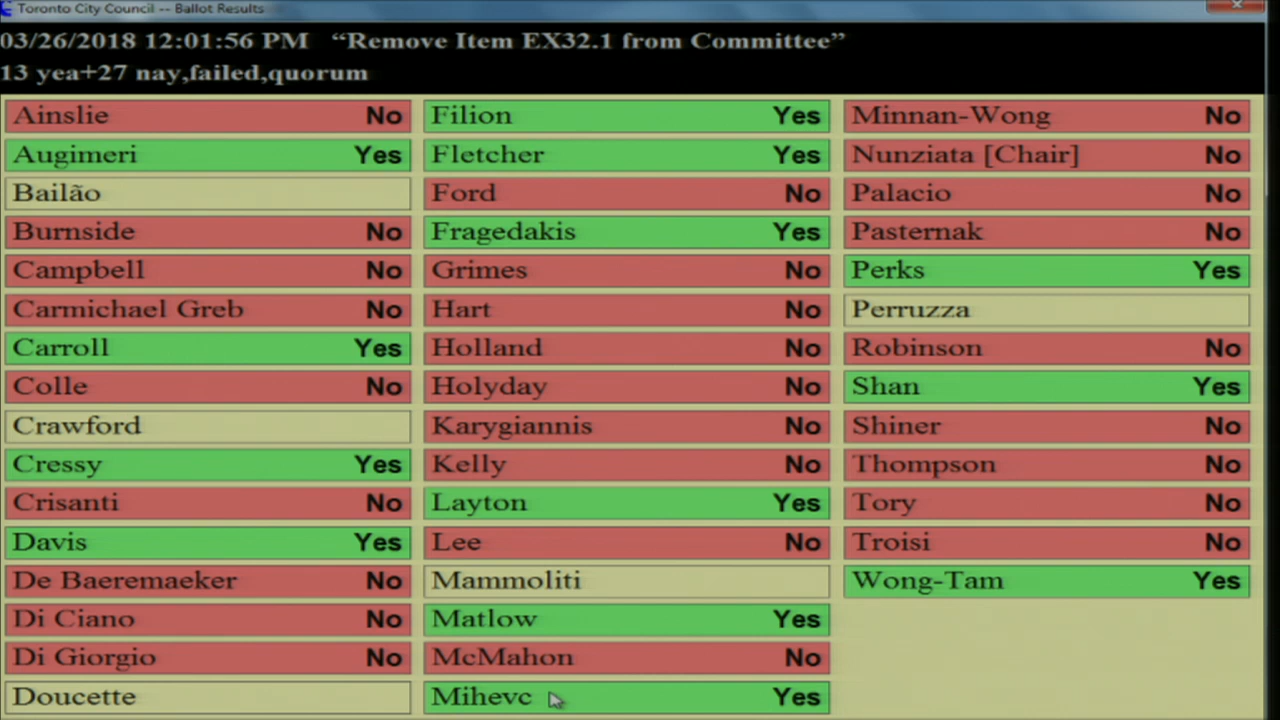 Toronto City Council -- Ballot Results
03/26/2018 12:01:56 PM “Remove Item EX32.1 from Committee”
13 yea+27 nay,failed,quorum
Ainslie No
Augimeri Yes
Bailão
Burnside No
Campbell No
Carmichael Greb No
Carroll Yes
Colle No
Crawford
Cressy Yes
Crisanti No
Davis Yes
De Baeremaeker No
Di Ciano No
Di Giorgio No
Doucette
Filion Yes
Fletcher Yes
Ford No
Fragedakis Yes
Grimes No
Hart No
Holland No
Holyday No
Karygiannis No
Kelly No
Layton Yes
Lee No
Mammoliti
Matlow Yes
McMahon No
Mihevc Yes
Minnan-Wong No
Nunziata [Chair] No
Palacio No
Pasternak No
Perks Yes
Perruzza
Robinson No
Shan Yes
Shiner No
Thompson No
Tory No
Troisi No
Wong-Tam Yes